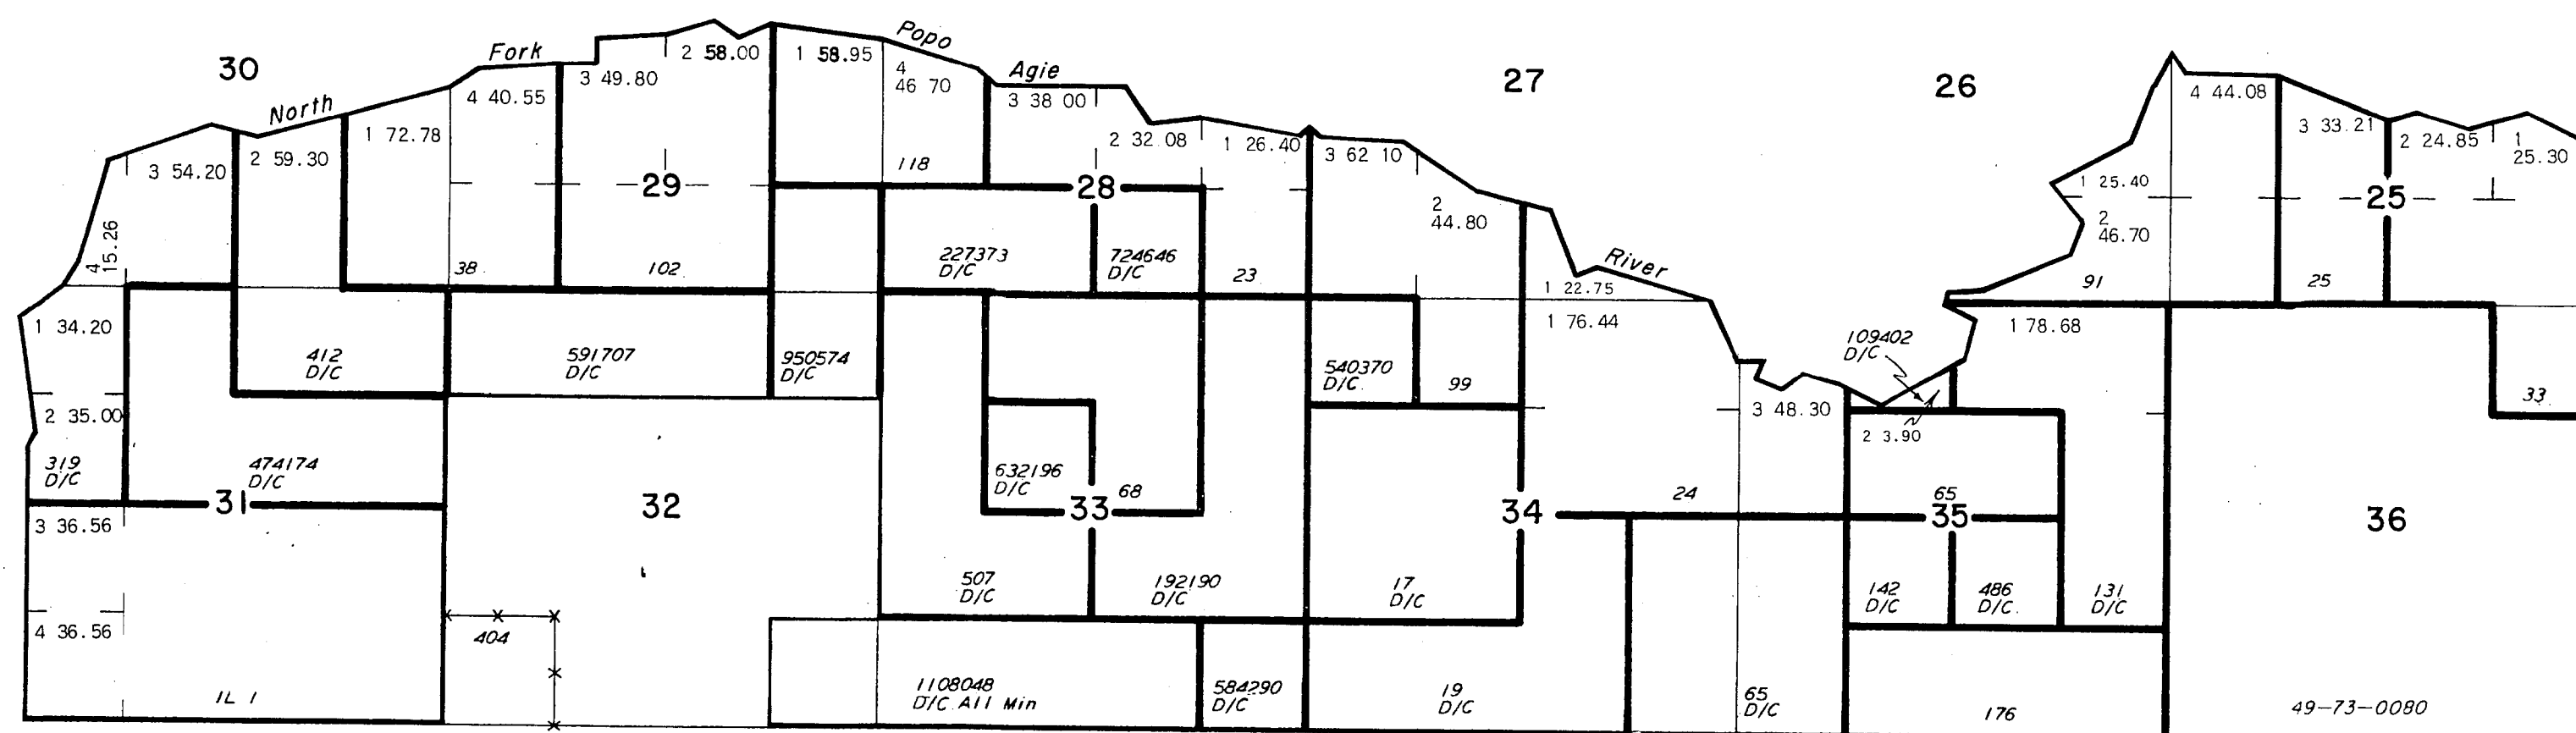 30
North
Fork
Popo
Agie
River
27
26
3 54.20
2 59.30
1 72.78
4 40.55
3 49.80
2 58.00
1 58.95
4
46 70
3 38 00
2 32.08
1 26.40
3 62 10
2
44.80
1 22.75
1 76.44
4 44.08
3 33.21
2 24.85
1
25.30
1 25.40
2
46.70
4
15.26
29
28
25
118
38
102
227373
D/C
724646
D/C
23
91
25
1 34.20
412
D/C
591707
D/C
950574
D/C
540370
D/C
99
109402
D/C
1 78.68
33
2 35.00
3 48.30
2 3.90
319
D/C
474174
D/C
632196
D/C
68
24
65
31
32
33
34
35
36
3 36.56
507
D/C
192190
D/C
17
D/C
142
D/C
486
D/C
131
D/C
4 36.56
404
IL 1
1108048
D/C All Min
584290
D/C
19
D/C
65
D/C
176
49-73-0080